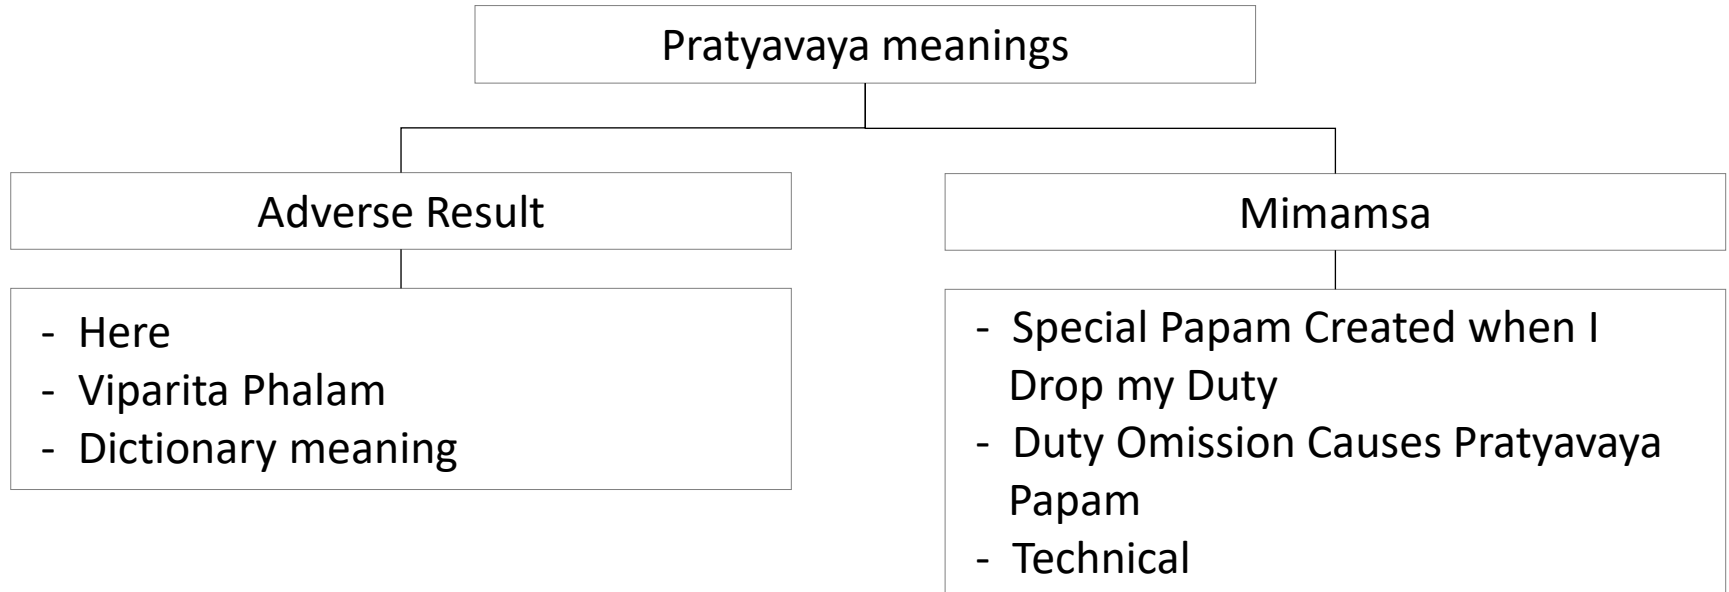 Pratyavaya meanings
Adverse Result
- Here
- Viparita Phalam
- Dictionary meaning
Mimamsa
- Special Papam Created when I
Drop my Duty
- Duty Omission Causes Pratyavaya
Papam
- Technical